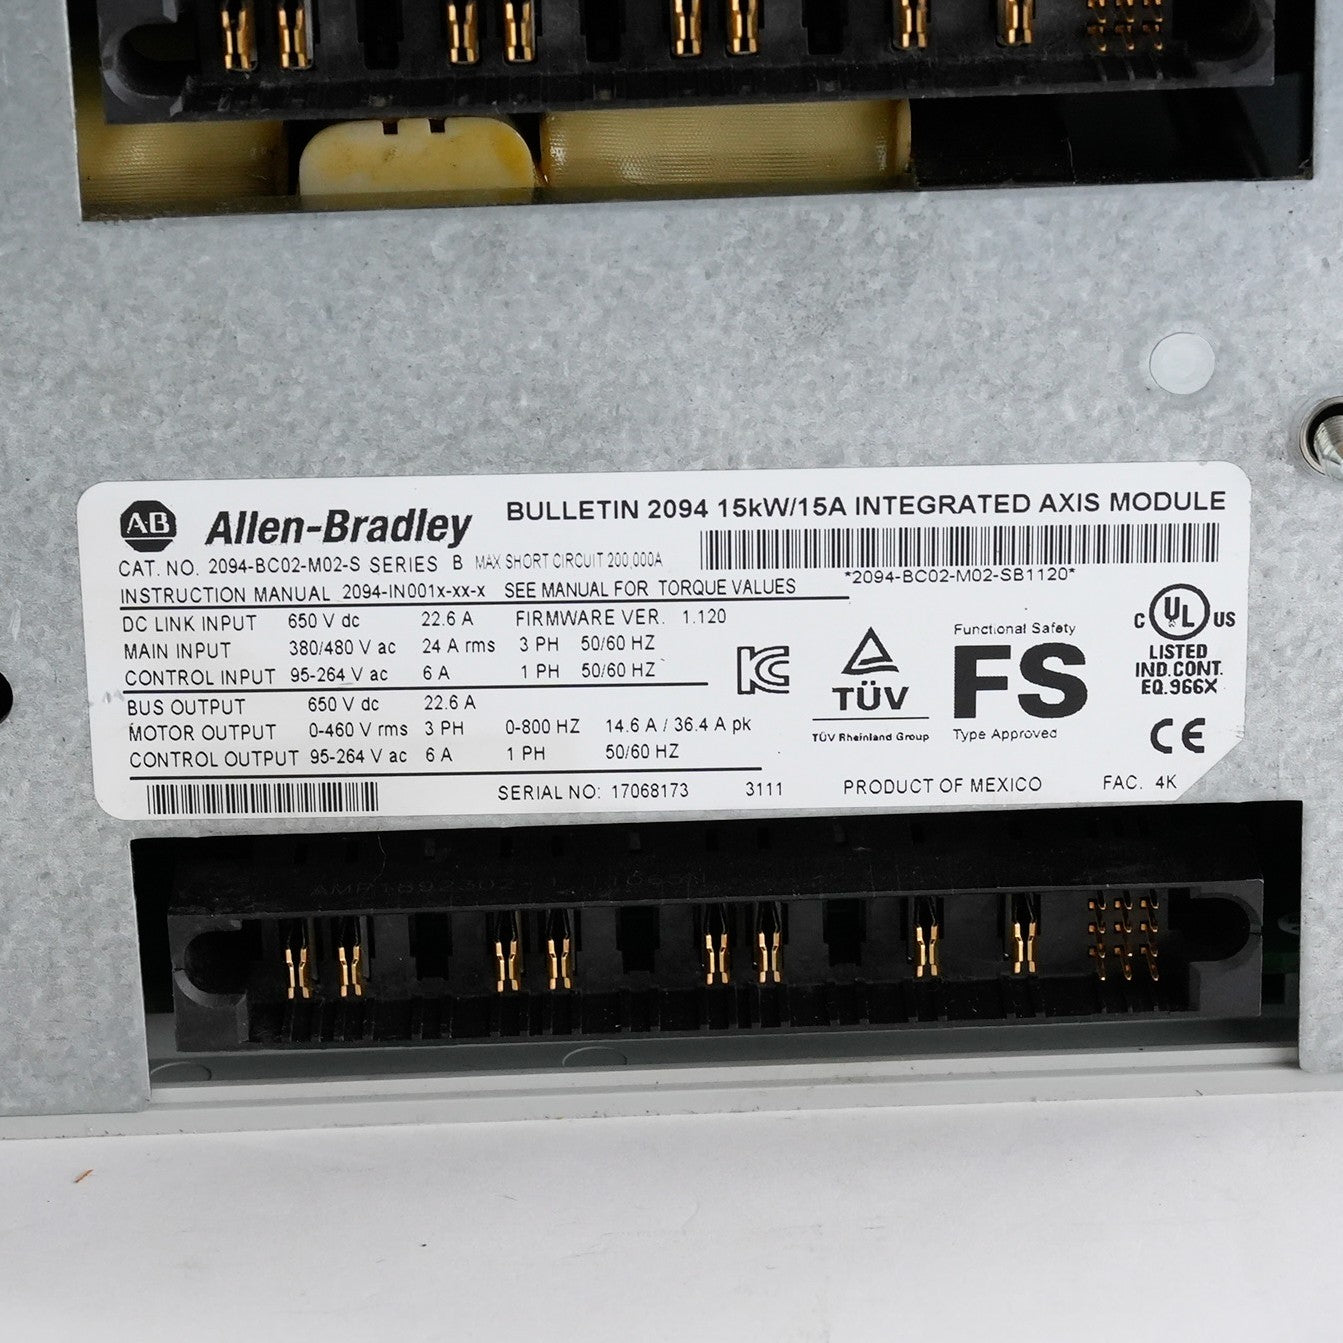 AB Allen-Bradley BULLETIN 2094 15kW/15A INTEGRATED AXIS MODULE
CAT. NO. 2094-BC02-M02-S SERIES B MAX SHORT CIRCUIT 200,000A
*2094-BC02-M02-SB1120*
INSTRUCTION MANUAL 2094-IN001x-xx-x SEE MANUAL FOR TORQUE VALUES
DC LINK INPUT 650 V dc 22.6 A FIRMWARE VER. 1.120
MAIN INPUT 380/480 V ac 24 A rms 3 PH 50/60 HZ
CONTROL INPUT 95-264 V ac 6 A 1 PH 50/60 HZ
BUS OUTPUT 650 V dc 22.6 A
MOTOR OUTPUT 0-460 V rms 3 PH 0-800 HZ 14.6 A / 36.4 A pk
CONTROL OUTPUT 95-264 V ac 6 A 1 PH 50/60 HZ
KC
TÜV
TÜV Rheinland Group
Functional Safety
FS
Type Approved
C UL US
LISTED
IND.CONT.
EQ.966X
CE
SERIAL NO: 17068173 3111 PRODUCT OF MEXICO FAC. 4K